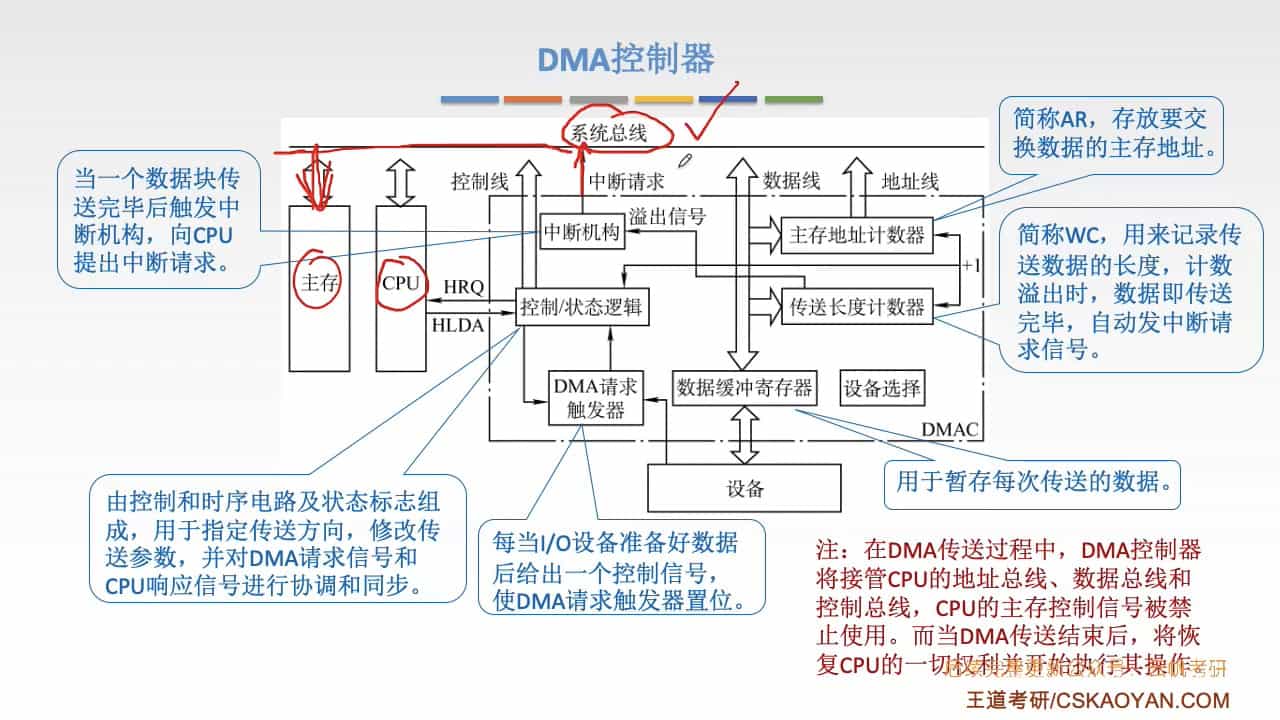 DMA控制器
系统总线
简称AR，存放要交
换数据的主存地址。
当一个数据块传
送完毕后触发中
断机构，向CPU
提出中断请求。
控制线
中断请求
数据线
地址线
溢出信号
中断机构
主存地址计数器
简称WC，用来记录传
送数据的长度，计数
溢出时，数据即传送
完毕，自动发中断请
求信号。
+1
主存
CPU
HRQ
HLDA
控制/状态逻辑
传送长度计数器
DMA请求
触发器
数据缓冲寄存器
设备选择
DMAC
设备
用于暂存每次传送的数据。
由控制和时序电路及状态标志组
成，用于指定传送方向，修改传
送参数，并对DMA请求信号和
CPU响应信号进行协调和同步。
每当I/O设备准备好数据
后给出一个控制信号，
使DMA请求触发器置位。
注：在DMA传送过程中，DMA控制器
将接管CPU的地址总线、数据总线和
控制总线，CPU的主存控制信号被禁
止使用。而当DMA传送结束后，将恢
复CPU的一切权利并开始执行其操作
王道考研/CSKAOYAN.COM